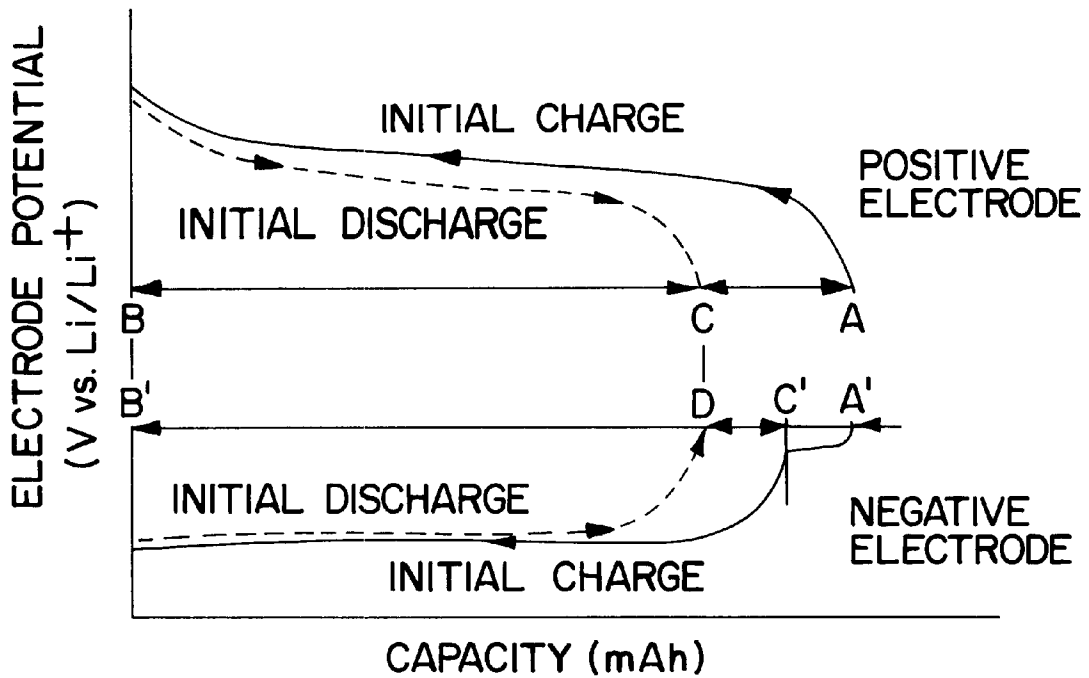 ELECTRODE POTENTIAL
(V vs. Li/Li+)
INITIAL CHARGE
POSITIVE
ELECTRODE
INITIAL DISCHARGE
B
C
A
B'
D
C'
A'
INITIAL DISCHARGE
NEGATIVE
ELECTRODE
INITIAL CHARGE
CAPACITY (mAh)